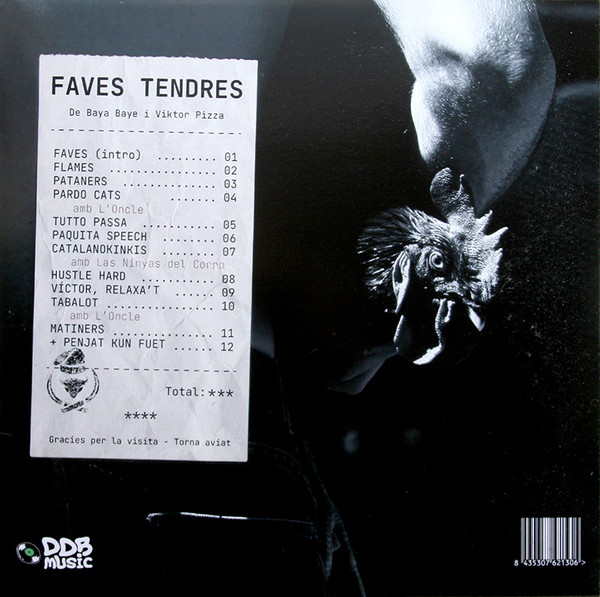 FAVES TENDRES
De Baya Baye i Viktor Pizza
FAVES (intro) ......... 01
FLAMES ............... 02
PATANERS ............. 03
PARDO CATS ....... 04
amb L'Oncle
TUTTO PASSA ........... 05
PAQUITA SPEECH ........ 06
CATALANOKINKIS ........ 07
amb Las Ninyas del Corro
HUSTLE HARD .......... 08
VÍCTOR, RELAXA'T ...... 09
TABALOT .............. 10
amb L'Oncle
MATINERS ............. 11
+ PENJAT KUN FUET ...... 12
Total:***
****
Gracies per la visita - Torna aviat
DDB
MUSIC
8 435307 621306 >